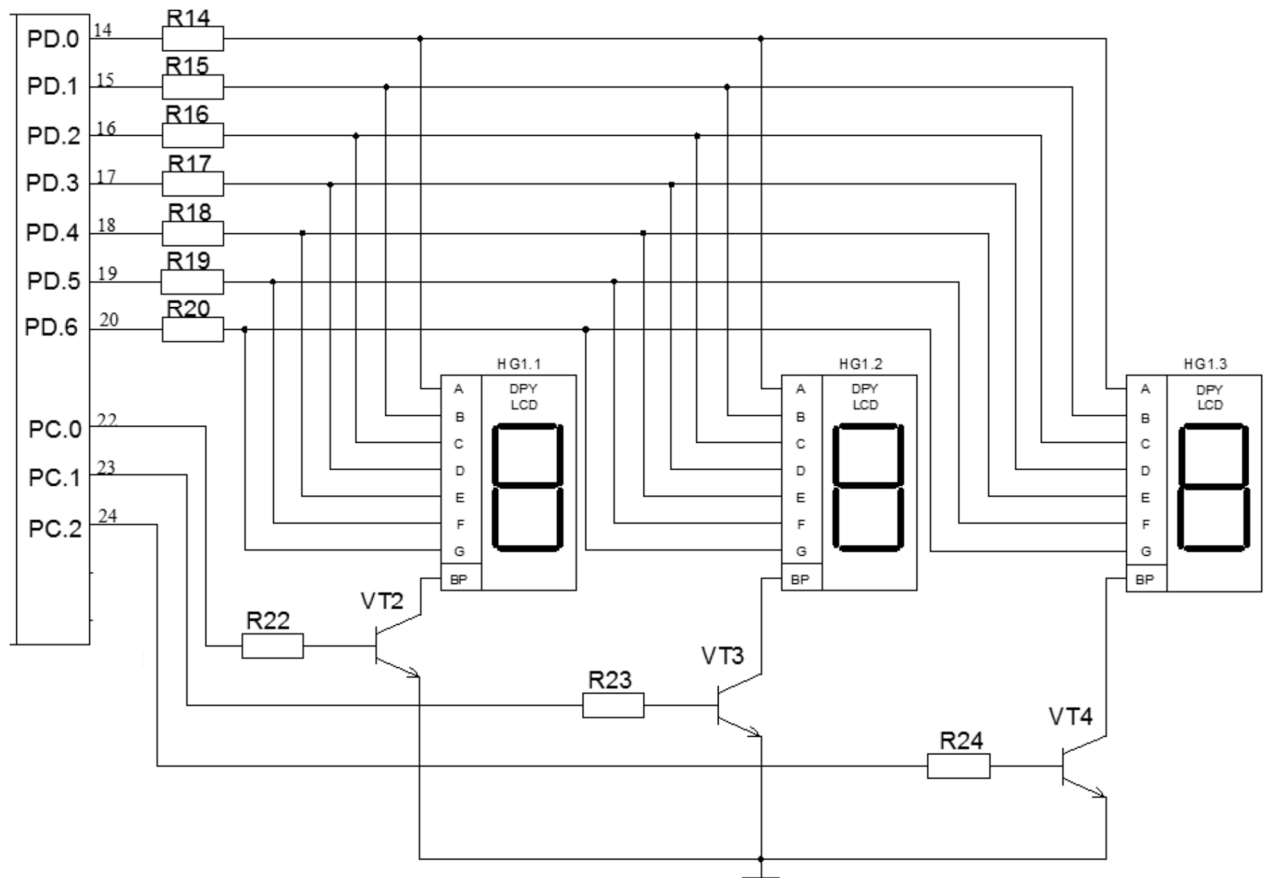 R14
PD.0 14
R15
PD.1 15
R16
PD.2 16
R17
PD.3 17
R18
PD.4 18
R19
PD.5 19
R20
PD.6 20
HG1.1 HG1.2 HG1.3
A DPY A DPY A DPY
LCD LCD LCD
B B B
C C C
D D D
E E E
F F F
G G G
BP BP BP
PC.0 22
PC.1 23
PC.2 24
VT2
R22
VT3
R23
VT4
R24